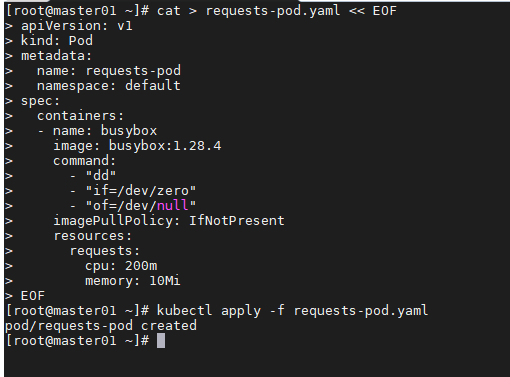 [root@master01 ~]# cat > requests-pod.yaml << EOF
> apiVersion: v1
> kind: Pod
> metadata:
>   name: requests-pod
>   namespace: default
> spec:
>   containers:
>   - name: busybox
>     image: busybox:1.28.4
>     command:
>       - "dd"
>       - "if=/dev/zero"
>       - "of=/dev/null"
>     imagePullPolicy: IfNotPresent
>     resources:
>       requests:
>         cpu: 200m
>         memory: 10Mi
> EOF
[root@master01 ~]# kubectl apply -f requests-pod.yaml
pod/requests-pod created
[root@master01 ~]#